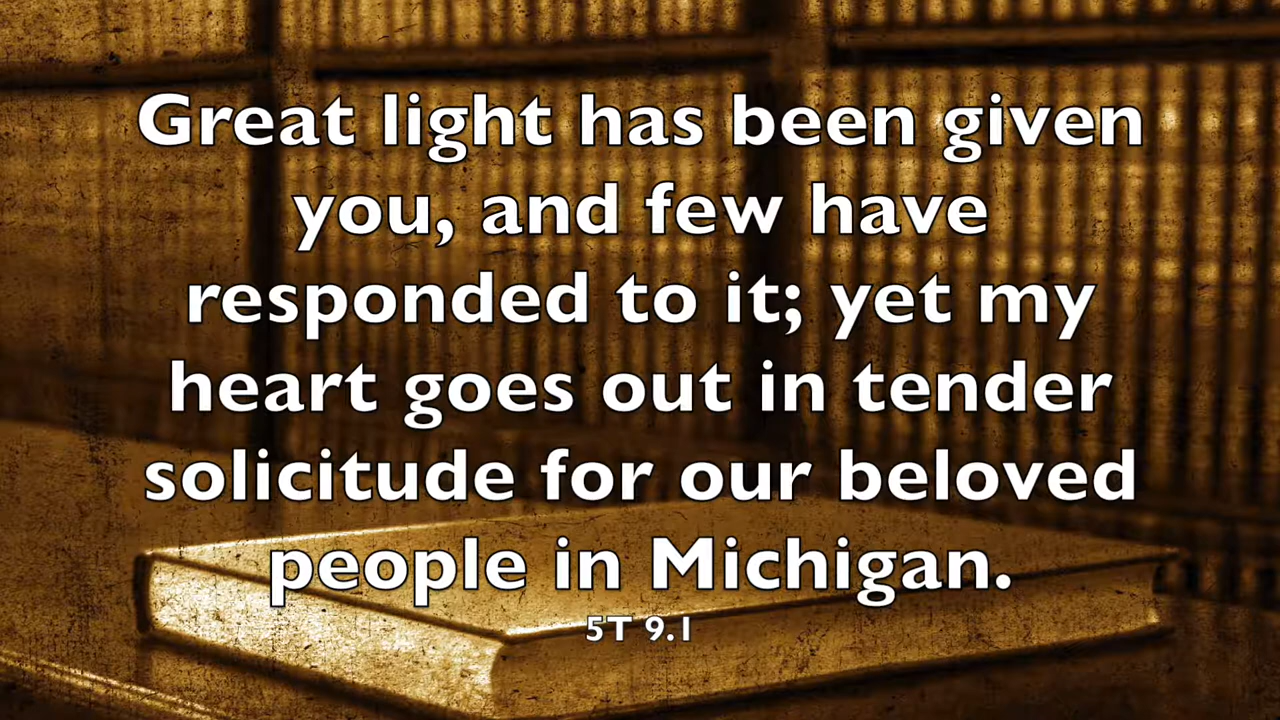 Great light has been given
you, and few have
responded to it; yet my
heart goes out in tender
solicitude for our beloved
people in Michigan.
5T 9.1